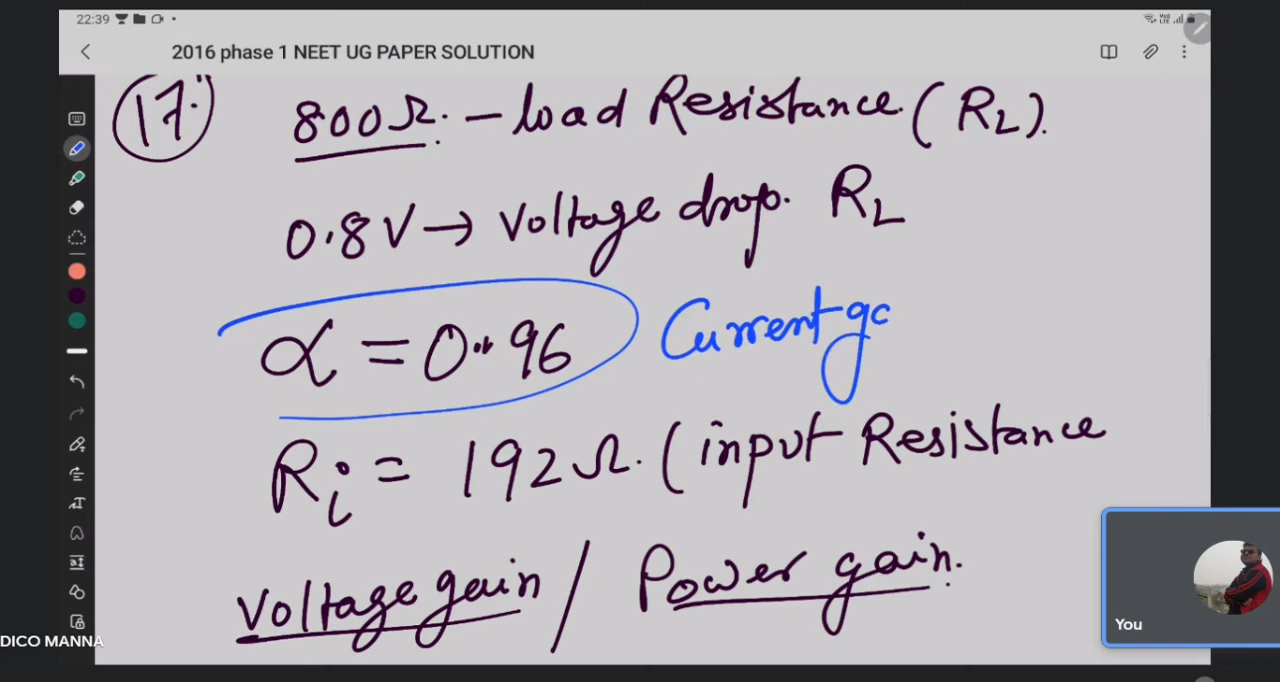 22:39
2016 phase 1 NEET UG PAPER SOLUTION
17.
800Ω. – load Resistance (RL).
0.8V → Voltage drop. RL
α = 0.96 Current ga
Ri = 192Ω. (input Resistance
Voltage gain / Power gain.
You
DICO MANNA